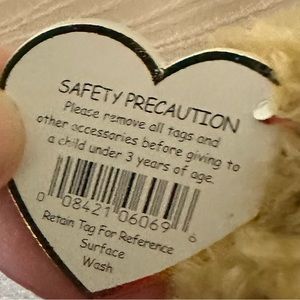 SAFETY PRECAUTION
Please remove all tags and
other accessories before giving to
a child under 3 years of age.
0 08421 06069 6
Retain Tag For Reference
Surface
Wash